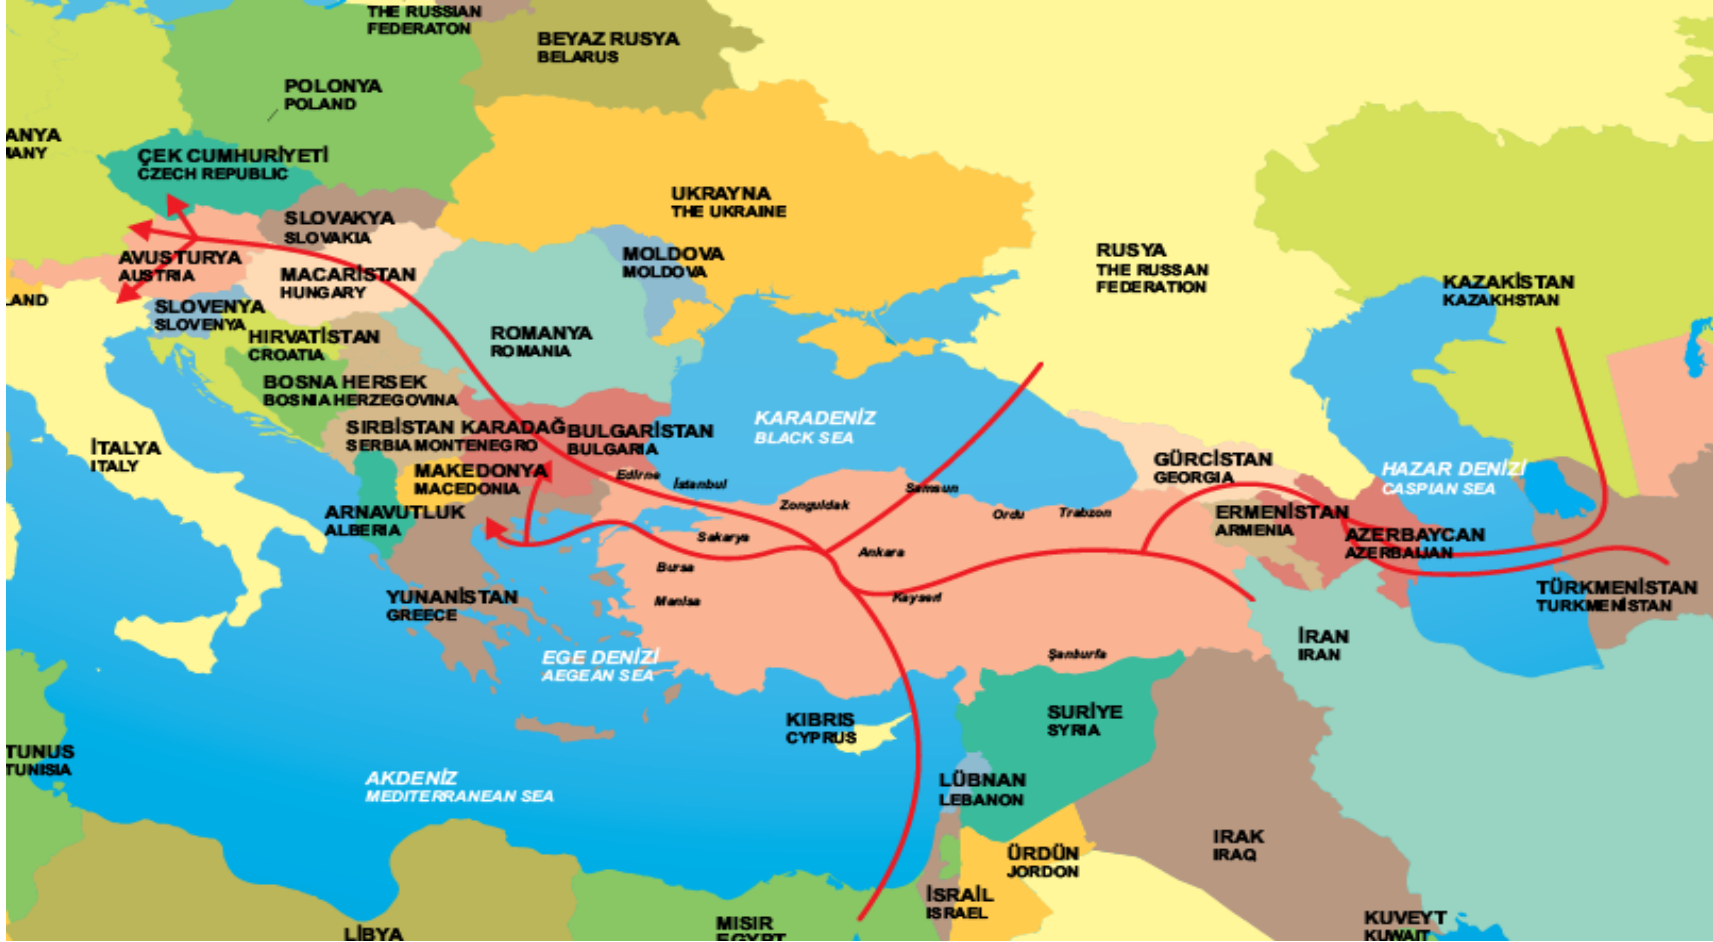 THE RUSSIAN
FEDERATON
BEYAZ RUSYA
BELARUS
POLONYA
POLAND
ANYA
MANY
ÇEK CUMHURİYETİ
CZECH REPUBLIC
SLOVAKYA
SLOVAKIA
UKRAYNA
THE UKRAINE
AVUSTURYA
AUSTRIA
MACARİSTAN
HUNGARY
MOLDOVA
MOLDOVA
RUSYA
THE RUSSAN
FEDERATION
KAZAKİSTAN
KAZAKHSTAN
LAND
SLOVENYA
SLOVENYA
HIRVATİSTAN
CROATIA
ROMANYA
ROMANIA
BOSNA HERSEK
BOSNIA HERZEGOVINA
KARADENİZ
BLACK SEA
SIRBİSTAN KARADAĞ
SERBIA MONTENEGRO
BULGARİSTAN
BULGARIA
İTALYA
ITALY
MAKEDONYA
MACEDONIA
Edirne
İstanbul
Zonguldak
Samsun
Ordu
Trabzon
GÜRCİSTAN
GEORGIA
HAZAR DENİZİ
CASPIAN SEA
ARNAVUTLUK
ALBERIA
ERMENİSTAN
ARMENIA
AZERBAYCAN
AZERBAIJAN
Sakarya
Ankara
Bursa
Manisa
Kayseri
YUNANİSTAN
GREECE
TÜRKMENİSTAN
TURKMENİSTAN
İRAN
IRAN
EGE DENİZİ
AEGEAN SEA
Şanlıurfa
KIBRIS
CYPRUS
SURİYE
SYRIA
TUNUS
TUNISIA
AKDENİZ
MEDITERRANEAN SEA
LÜBNAN
LEBANON
IRAK
IRAQ
ÜRDÜN
JORDON
İSRAİL
ISRAEL
MISIR
EGYPT
LİBYA
KUVEYT
KUWAIT